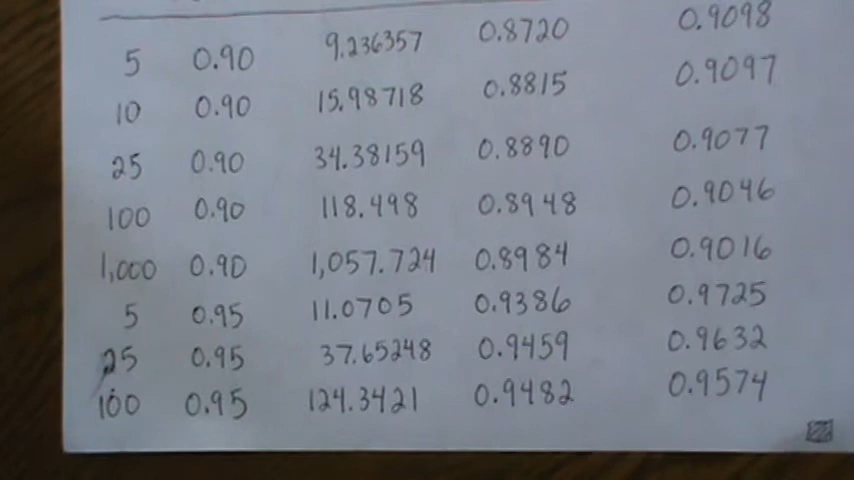 5 0.90 9.236357 0.8720 0.9098
10 0.90 15.98718 0.8815 0.9097
25 0.90 34.38159 0.8890 0.9077
100 0.90 118.498 0.8948 0.9046
1,000 0.90 1,057.724 0.8984 0.9016
5 0.95 11.0705 0.9386 0.9725
25 0.95 37.65248 0.9459 0.9632
100 0.95 124.3421 0.9482 0.9574